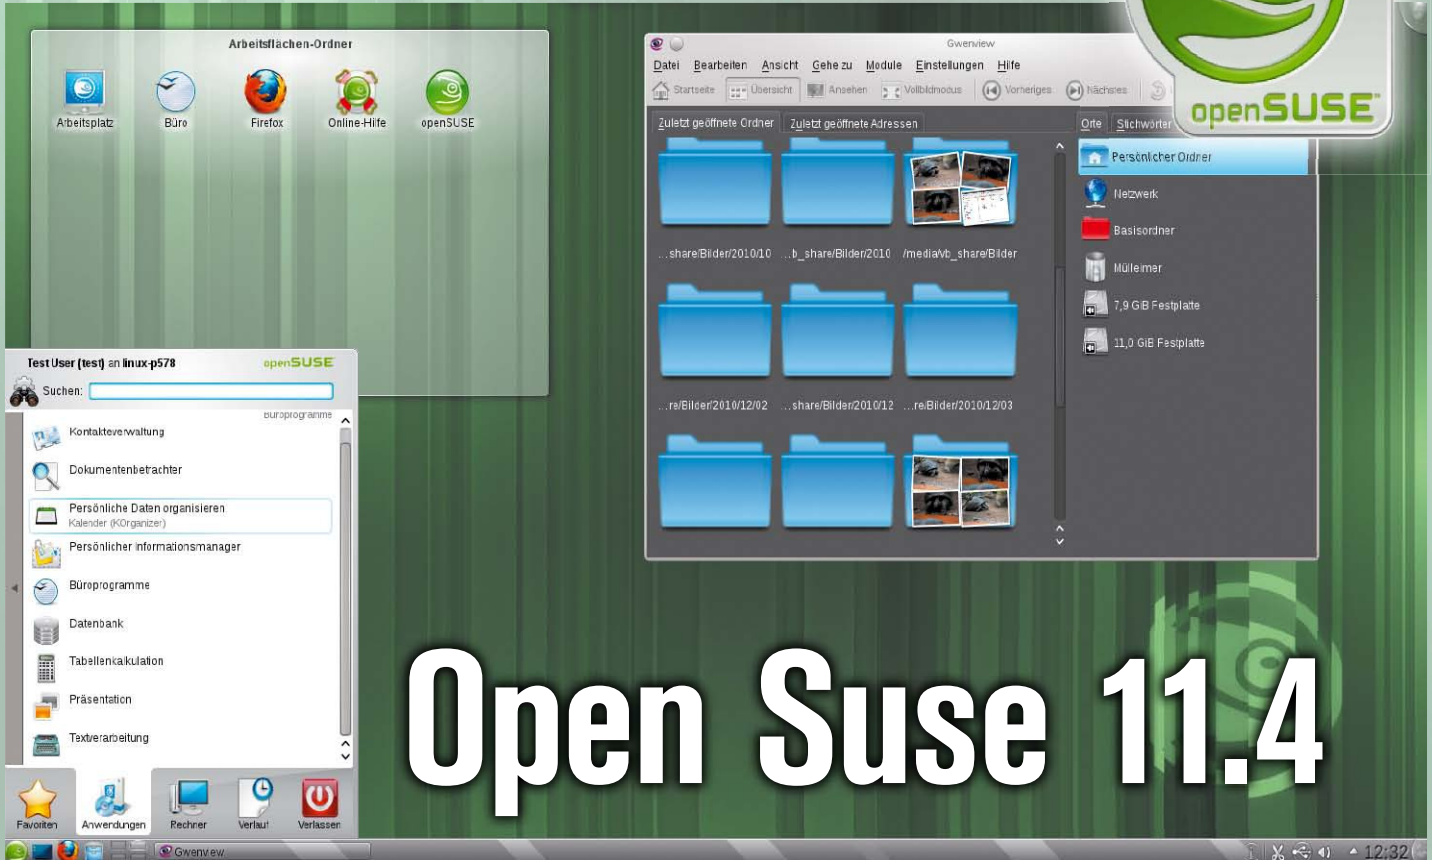 Arbeitsflächen-Ordner
Arbeitsplatz
Büro
Firefox
Online-Hilfe
openSUSE
Gwenview
Datei Bearbeiten Ansicht Gehe zu Module Einstellungen Hilfe
Startseite Übersicht Ansehen Vollbildmodus Vorheriges Nächstes
openSUSE
Zuletzt geöffnete Ordner Zuletzt geöffnete Adressen
...share/Bilder/2010/10
...b_share/Bilder/2010
/media/vb_share/Bilder
...re/Bilder/2010/12/02
...share/Bilder/2010/12
...re/Bilder/2010/12/03
Orte Stichwörter
Persönlicher Ordner
Netzwerk
Basisordner
Mülleimer
7,9 GiB Festplatte
11,0 GiB Festplatte
Test User (test) an linux-p578
openSUSE
Suchen:
Büroprogramme
Kontakteverwaltung
Dokumentenbetrachter
Persönliche Daten organisieren
Kalender (KOrganizer)
Persönlicher Informationsmanager
Büroprogramme
Datenbank
Tabellenkalkulation
Präsentation
Textverarbeitung
Favoriten
Anwendungen
Rechner
Verlauf
Verlassen
Open Suse 11.4
Gwenview
12:32